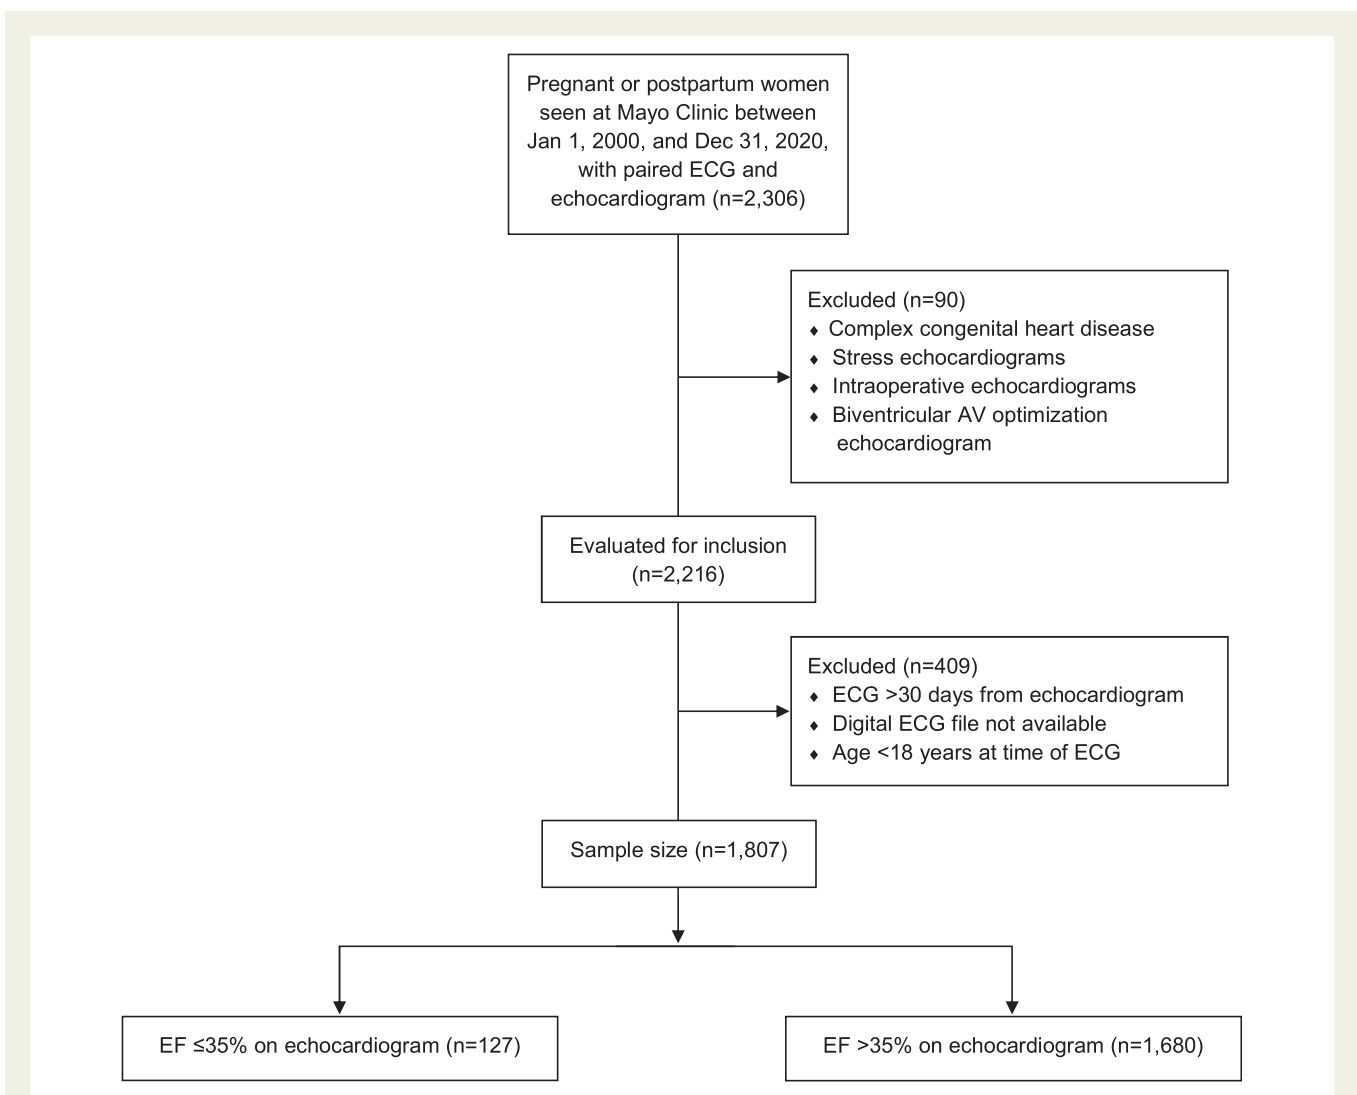 Pregnant or postpartum women
seen at Mayo Clinic between
Jan 1, 2000, and Dec 31, 2020,
with paired ECG and
echocardiogram (n=2,306)
Excluded (n=90)
♦ Complex congenital heart disease
♦ Stress echocardiograms
♦ Intraoperative echocardiograms
♦ Biventricular AV optimization
echocardiogram
Evaluated for inclusion
(n=2,216)
Excluded (n=409)
♦ ECG >30 days from echocardiogram
♦ Digital ECG file not available
♦ Age <18 years at time of ECG
Sample size (n=1,807)
EF ≤35% on echocardiogram (n=127)
EF >35% on echocardiogram (n=1,680)